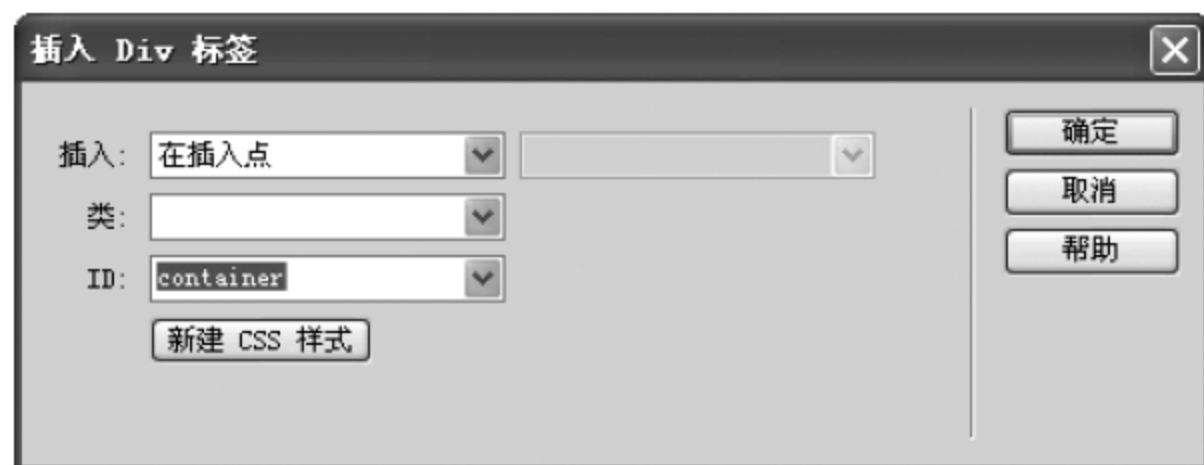 插入 Div 标签
插入: 在插入点
类:
ID: container
新建 CSS 样式
确定
取消
帮助